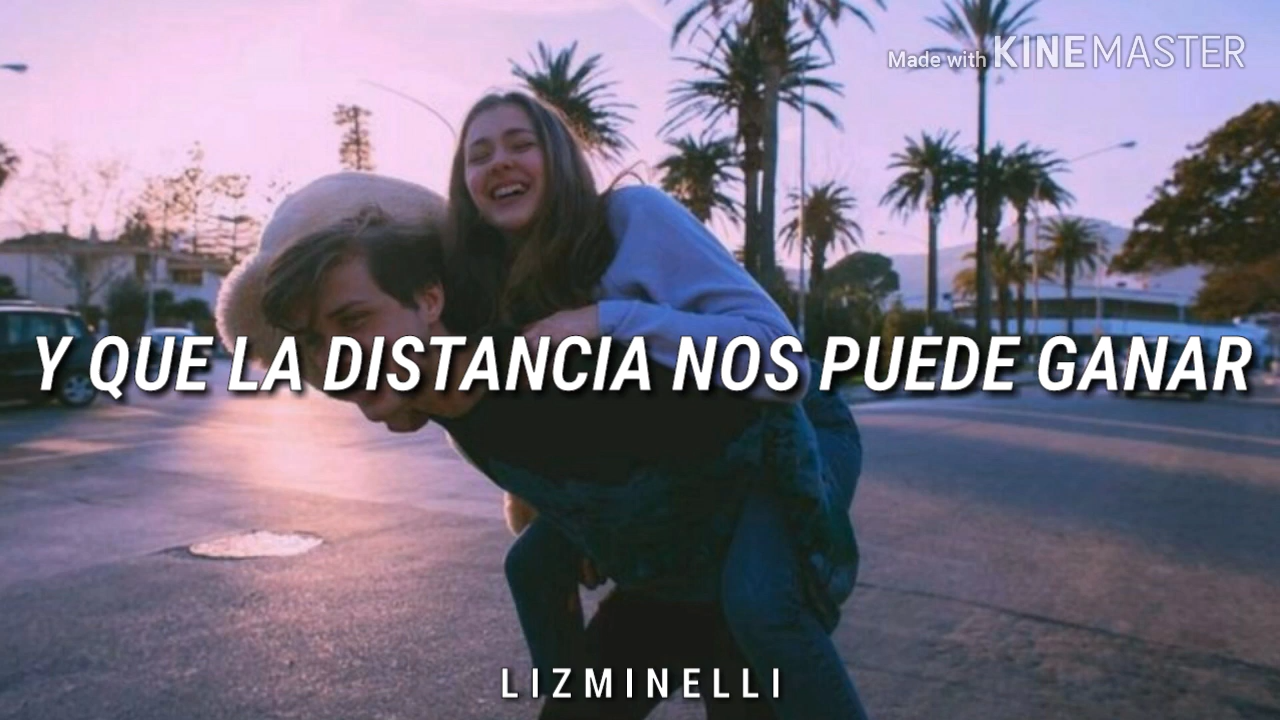 Made with KINEMASTER
Y QUE LA DISTANCIA NOS PUEDE GANAR
LIZMINELLI